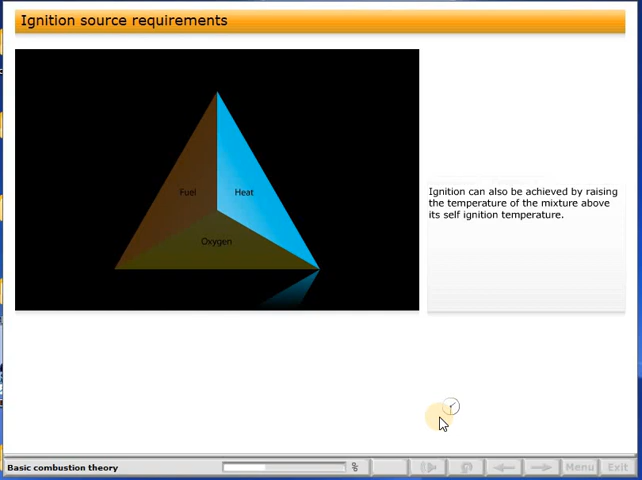 Ignition source requirements
Fuel
Heat
Oxygen
Ignition can also be achieved by raising
the temperature of the mixture above
its self ignition temperature.
Basic combustion theory
Menu
Exit